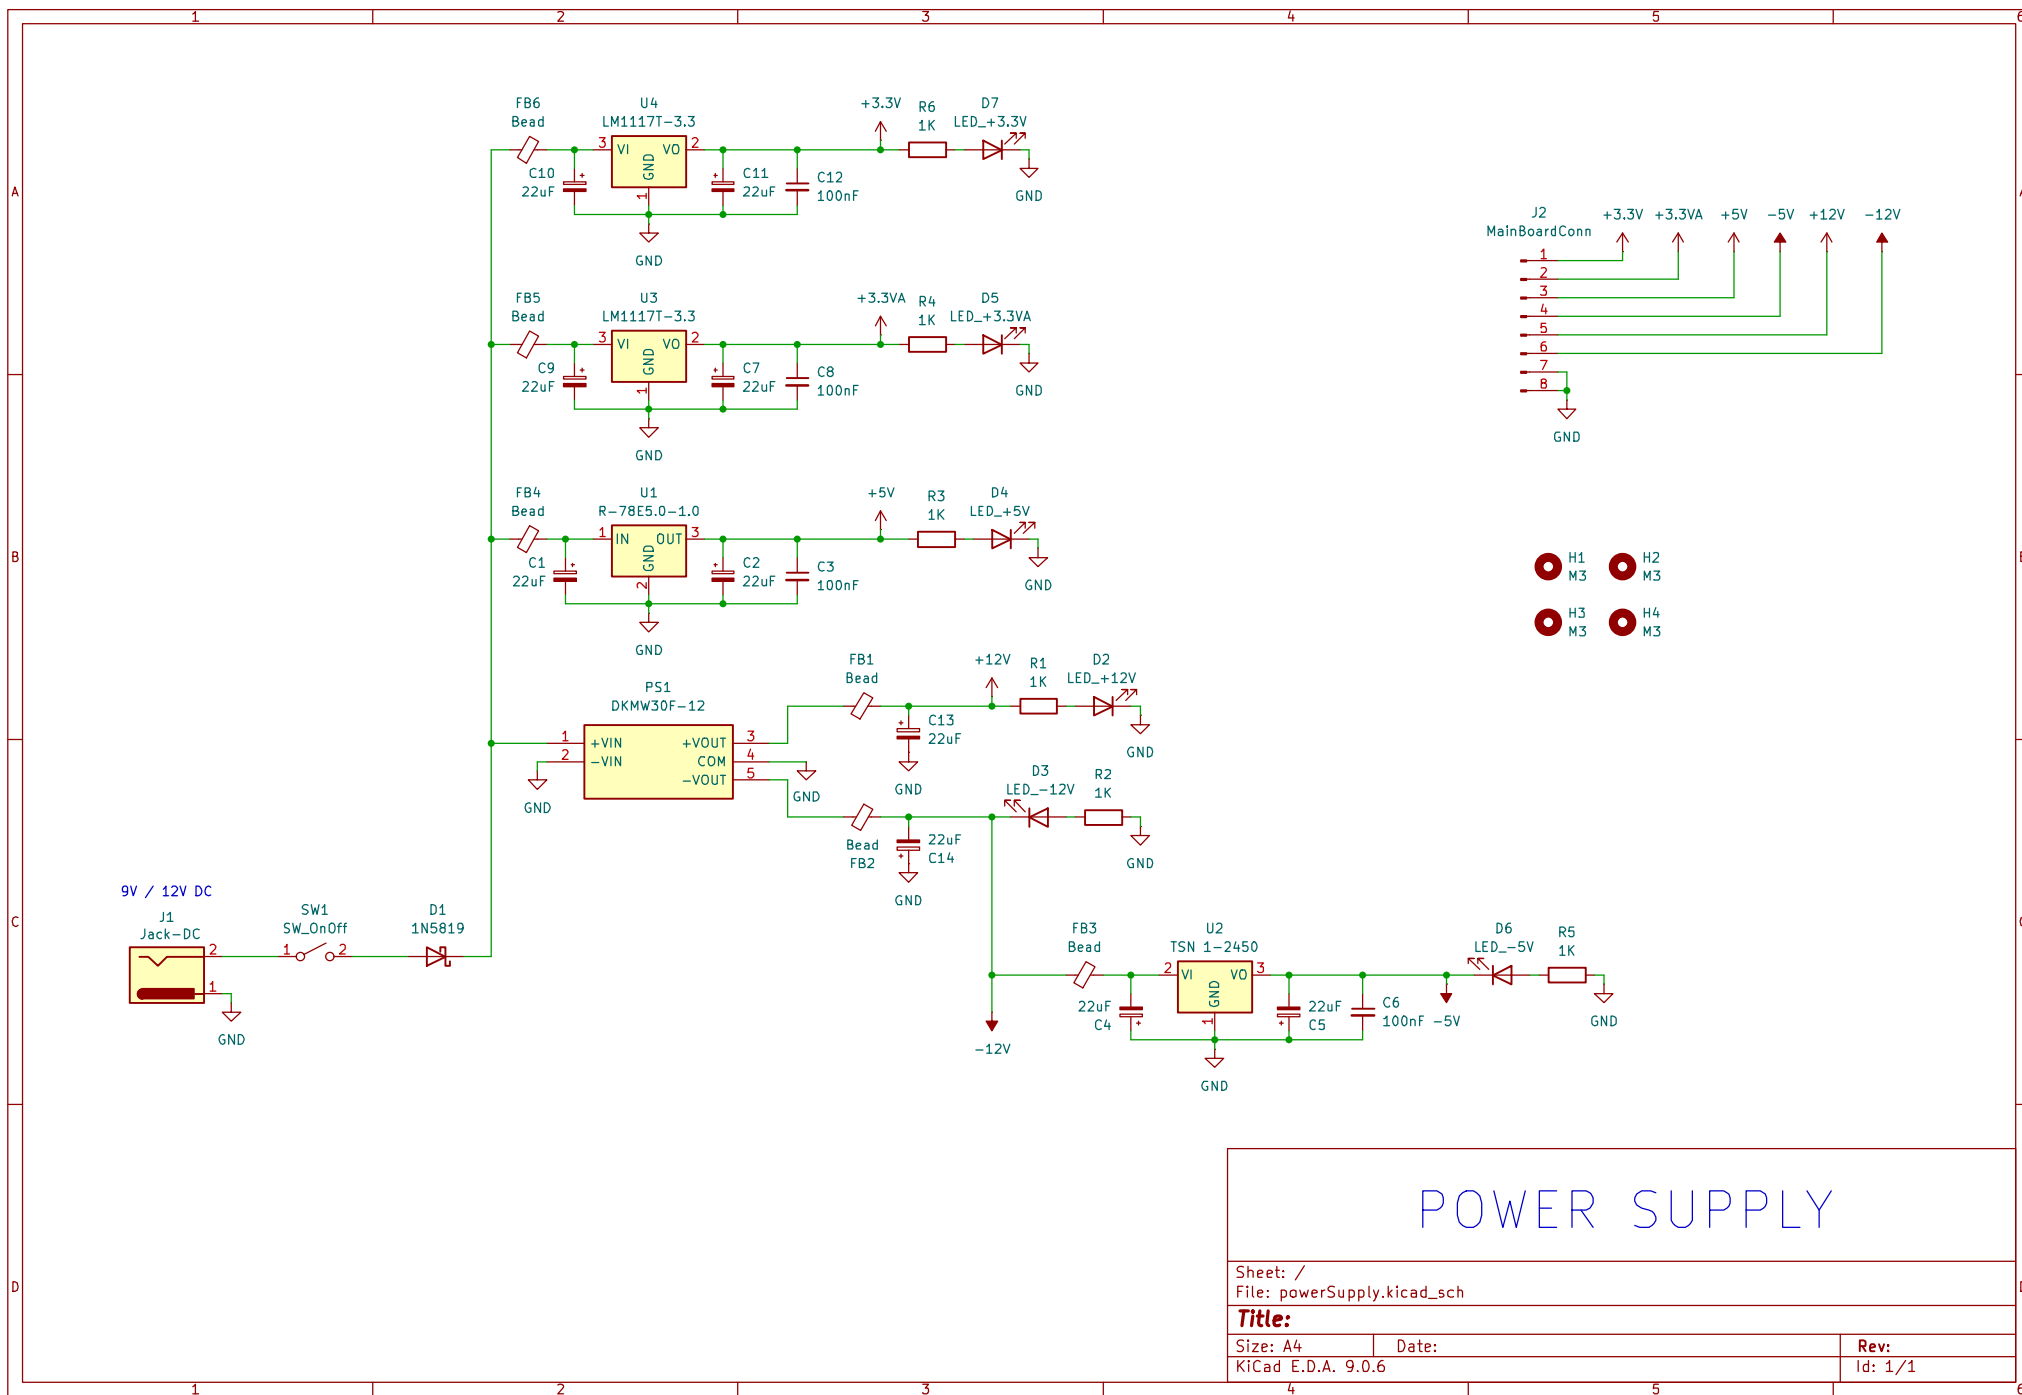 1 2 3 4 5 6
A
B
C
D
FB6
Bead
U4
LM1117T-3.3
3 VI VO 2
GND
1
C10
22uF
C11
22uF
C12
100nF
GND
+3.3V
R6
1K
D7
LED_+3.3V
GND
FB5
Bead
U3
LM1117T-3.3
3 VI VO 2
GND
1
C9
22uF
C7
22uF
C8
100nF
GND
+3.3VA
R4
1K
D5
LED_+3.3VA
GND
FB4
Bead
U1
R-78E5.0-1.0
1 IN OUT 3
GND
2
C1
22uF
C2
22uF
C3
100nF
GND
+5V
R3
1K
D4
LED_+5V
GND
PS1
DKMW30F-12
1 +VIN +VOUT 3
2 -VIN COM 4
-VOUT 5
GND
GND
FB1
Bead
C13
22uF
GND
+12V
R1
1K
D2
LED_+12V
GND
Bead
FB2
22uF
C14
GND
D3
LED_-12V
R2
1K
GND
-12V
FB3
Bead
U2
TSN 1-2450
2 VI VO 3
GND
1
22uF
C4
22uF
C5
C6
100nF
-5V
GND
D6
LED_-5V
R5
1K
GND
9V / 12V DC
J1
Jack-DC
2
1
GND
SW1
SW_OnOff
1 2
D1
1N5819
J2
MainBoardConn
+3.3V +3.3VA +5V -5V +12V -12V
1
2
3
4
5
6
7
8
GND
H1
M3
H2
M3
H3
M3
H4
M3
POWER SUPPLY
Sheet: /
File: powerSupply.kicad_sch
Title:
Size: A4 Date: Rev:
KiCad E.D.A. 9.0.6 Id: 1/1
1 2 3 4 5 6